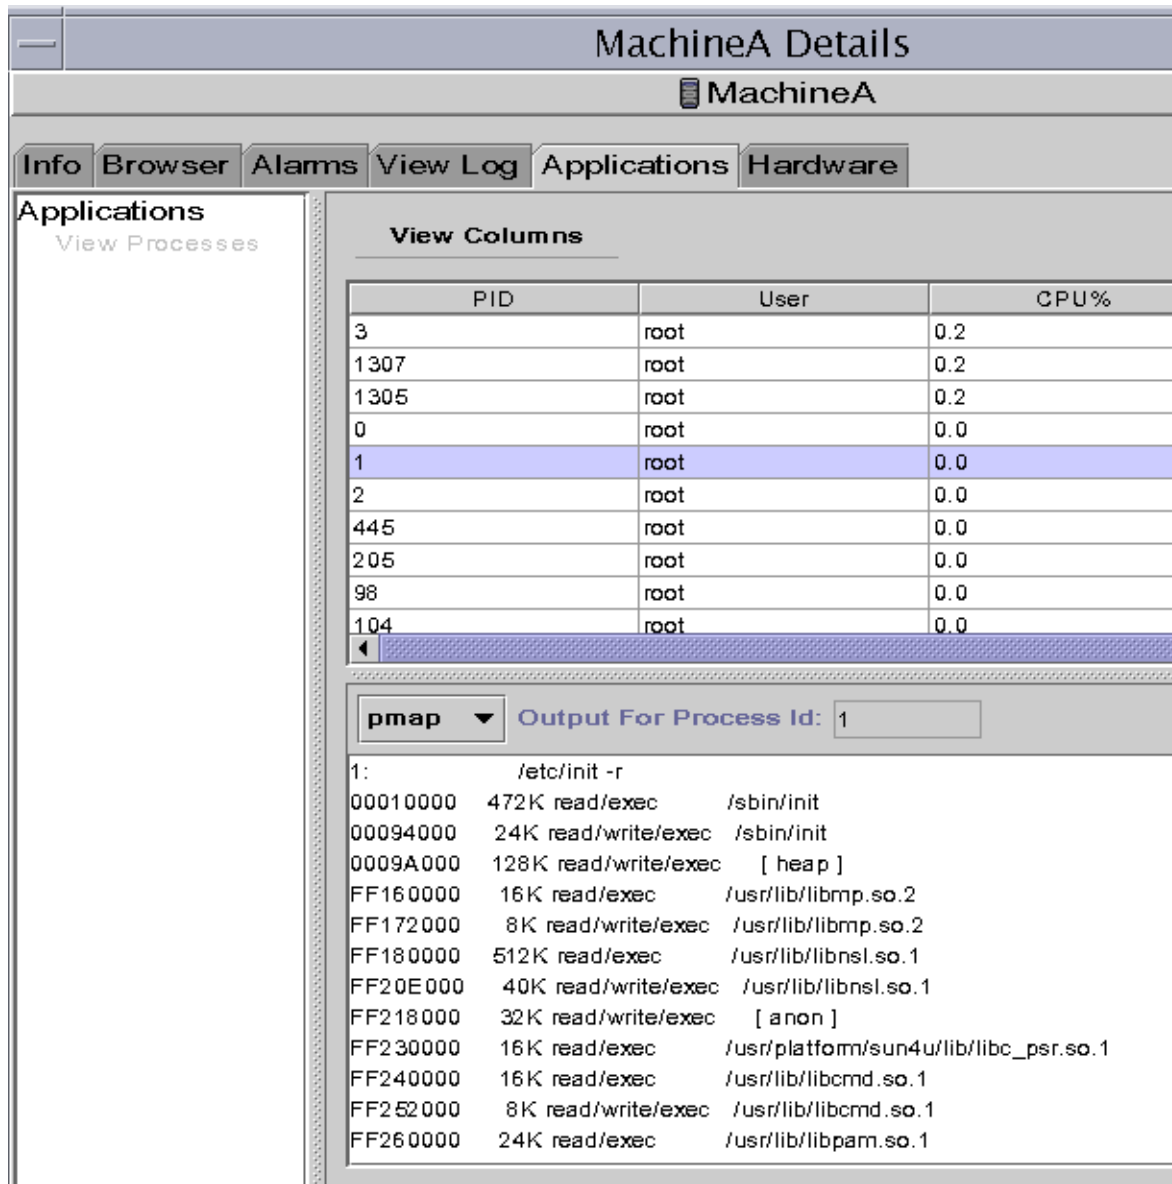 MachineA Details
MachineA
Info Browser Alarms View Log Applications Hardware
Applications
View Processes
View Columns
PID User CPU%
3 root 0.2
1307 root 0.2
1305 root 0.2
0 root 0.0
1 root 0.0
2 root 0.0
445 root 0.0
205 root 0.0
98 root 0.0
104 root 0.0
pmap Output For Process Id: 1
1: /etc/init -r
00010000 472K read/exec /sbin/init
00094000 24K read/write/exec /sbin/init
0009A000 128K read/write/exec [ heap ]
FF160000 16K read/exec /usr/lib/libmp.so.2
FF172000 8K read/write/exec /usr/lib/libmp.so.2
FF180000 512K read/exec /usr/lib/libnsl.so.1
FF20E000 40K read/write/exec /usr/lib/libnsl.so.1
FF218000 32K read/write/exec [ anon ]
FF230000 16K read/exec /usr/platform/sun4u/lib/libc_psr.so.1
FF240000 16K read/exec /usr/lib/libcmd.so.1
FF252000 8K read/write/exec /usr/lib/libcmd.so.1
FF260000 24K read/exec /usr/lib/libpam.so.1